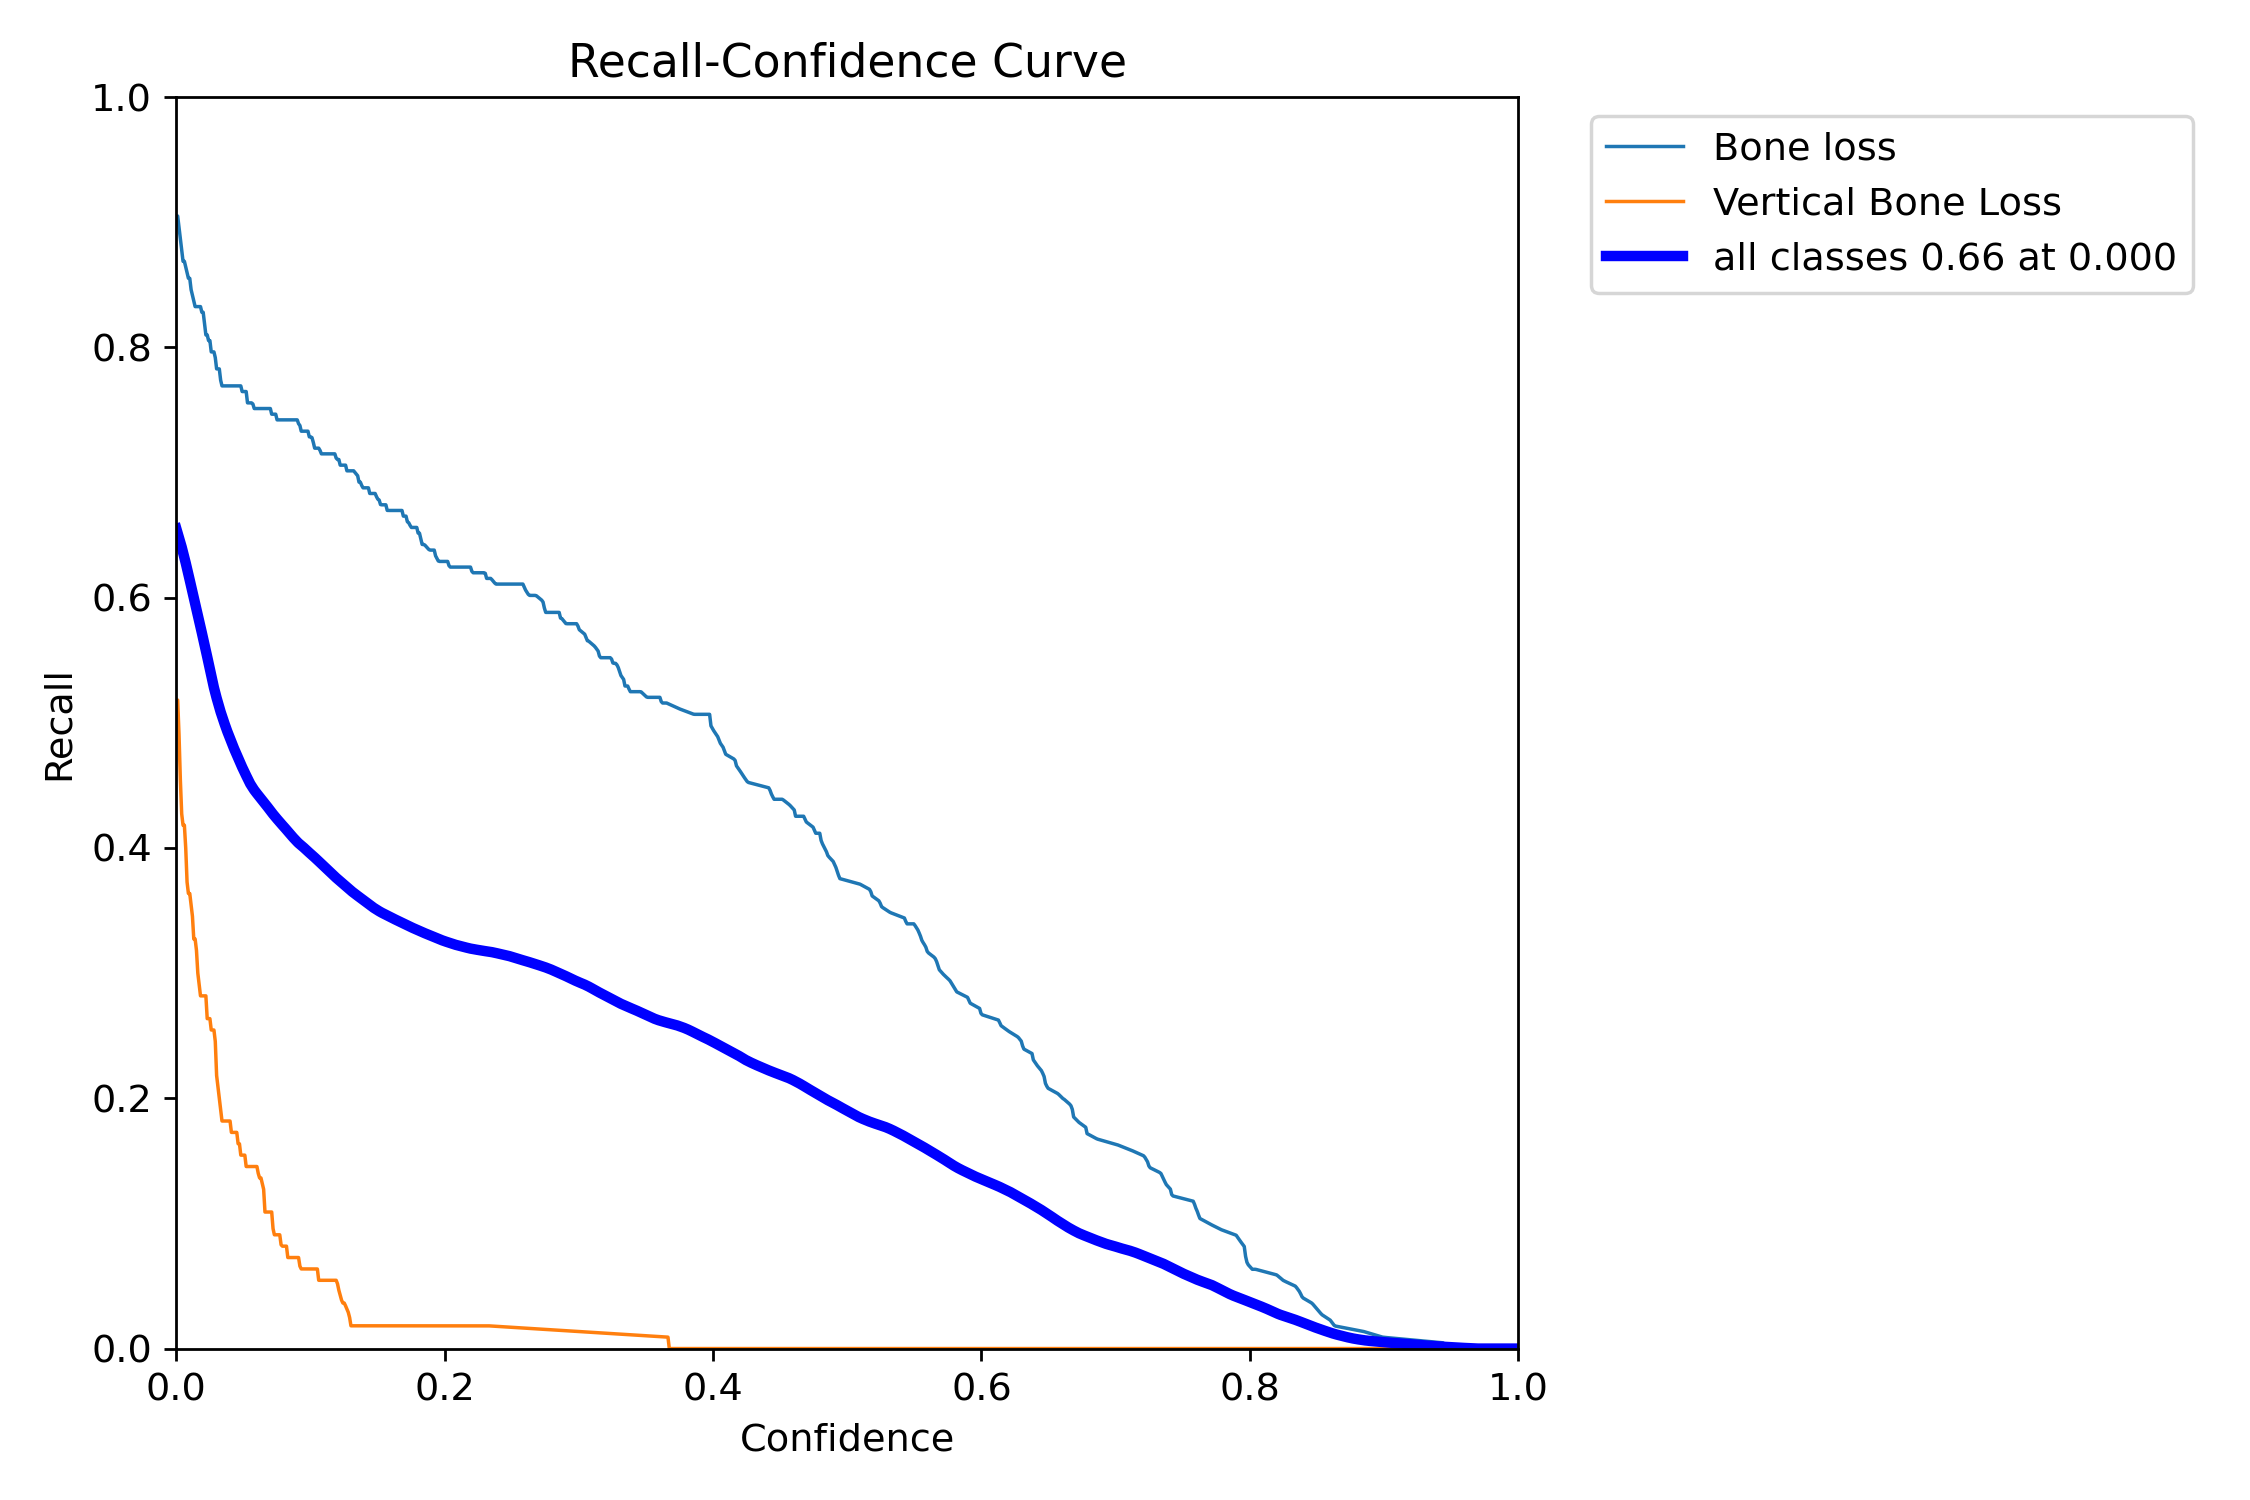 Recall-Confidence Curve
1.0
0.8
0.6
0.4
0.2
0.0
Recall
0.0 0.2 0.4 0.6 0.8 1.0
Confidence
Bone loss
Vertical Bone Loss
all classes 0.66 at 0.000